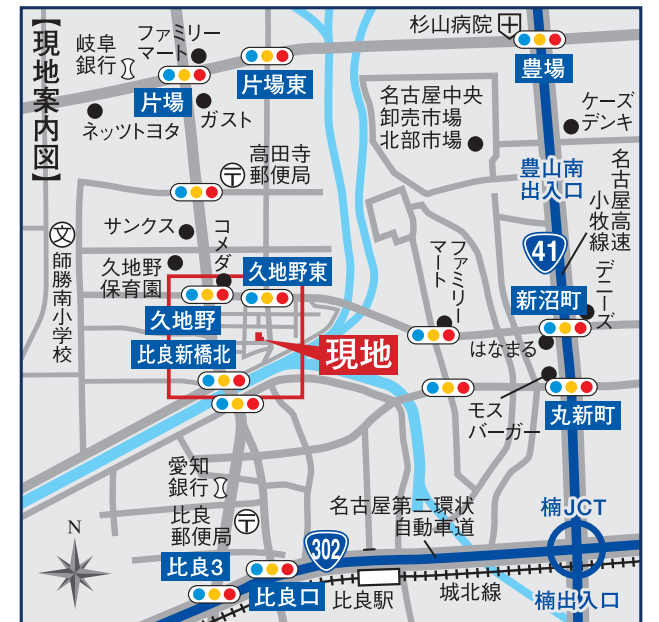 【現地案内図】
岐阜
銀行
ファミリー
マート
片場
片場東
ネッツトヨタ
ガスト
杉山病院
豊場
名古屋中央
卸売市場
北部市場
ケーズ
デンキ
高田寺
郵便局
豊山南
出入口
名古屋高速
小牧線
文
師勝南小学校
サンクス
コメダ
久地野
保育園
久地野東
久地野
比良新橋北
現地
ファミリー
マート
41
新沼町
デニーズ
はなまる
モス
バーガー
丸新町
愛知
銀行
比良
郵便局
名古屋第二環状
自動車道
楠JCT
N
302
比良3
比良口
比良駅
城北線
楠出入口